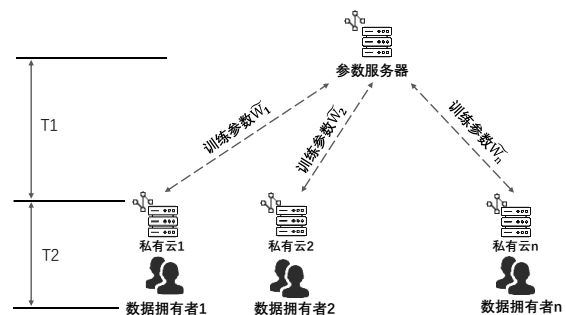 参数服务器
T1
训练参数W̃₁
训练参数W̃₂
训练参数W̃ₙ
T2
私有云1
私有云2
私有云n
数据拥有者1
数据拥有者2
数据拥有者n